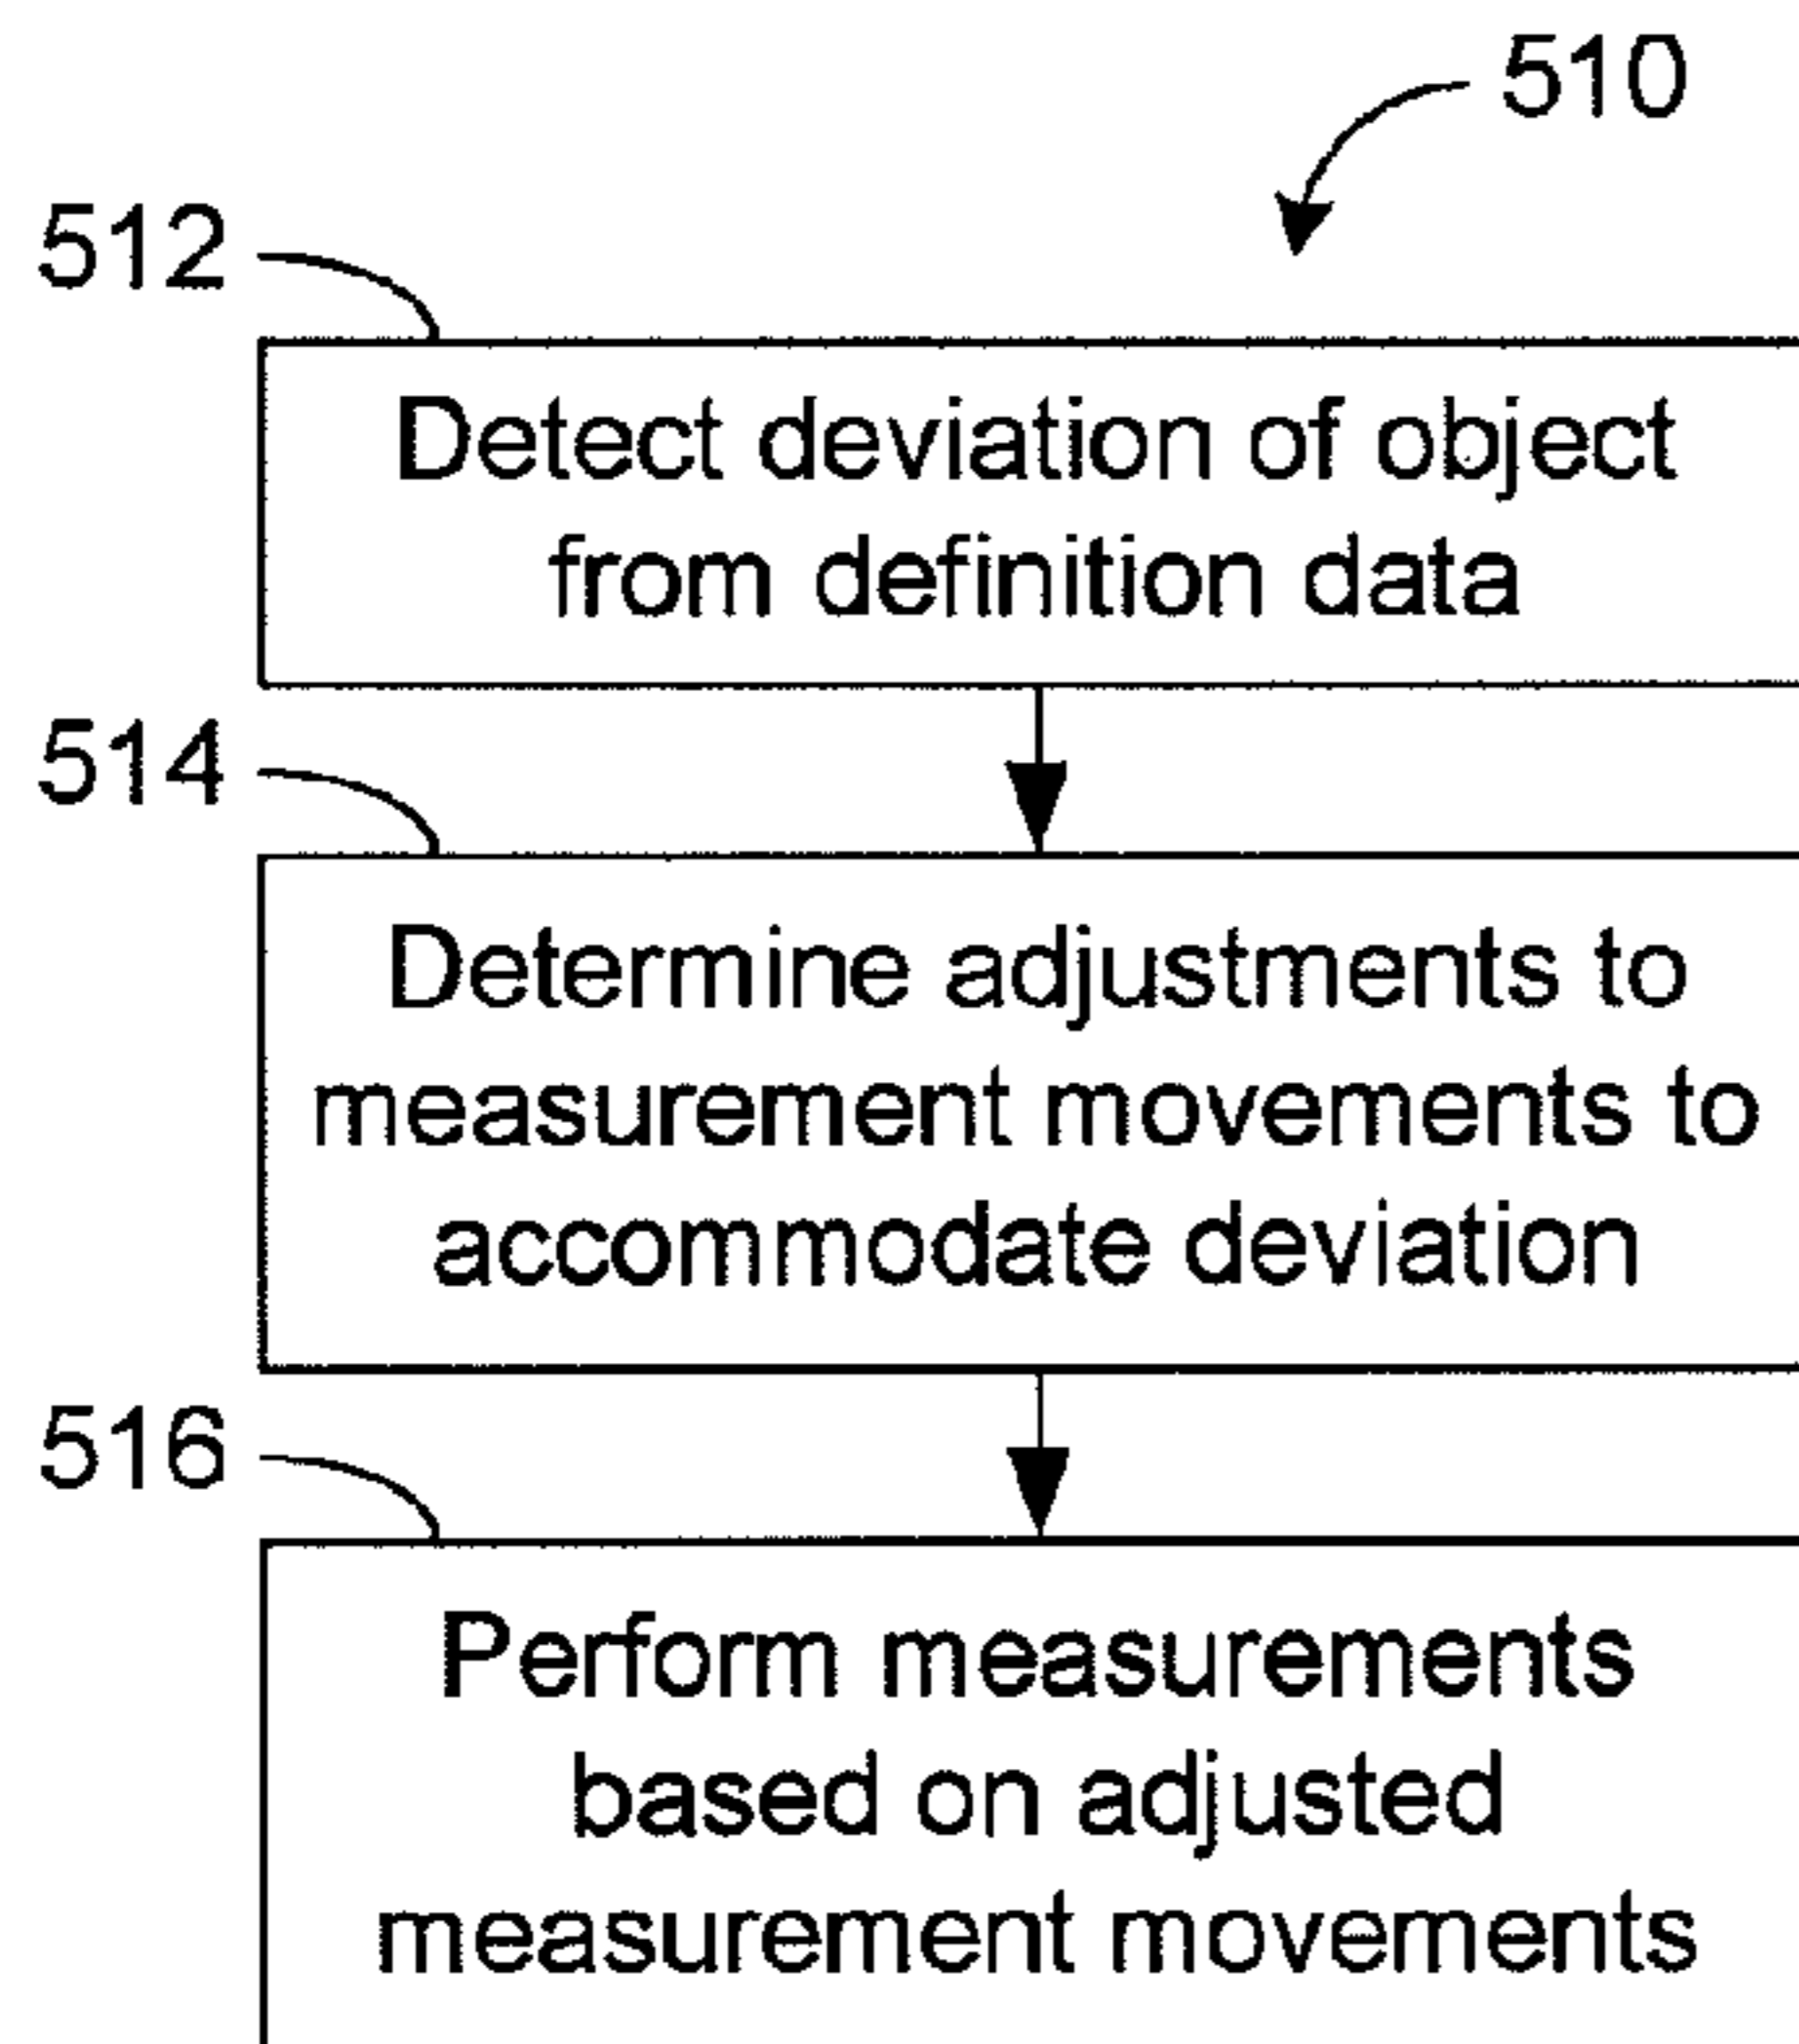 510
512
Detect deviation of object
from definition data
514
Determine adjustments to
measurement movements to
accommodate deviation
516
Perform measurements
based on adjusted
measurement movements